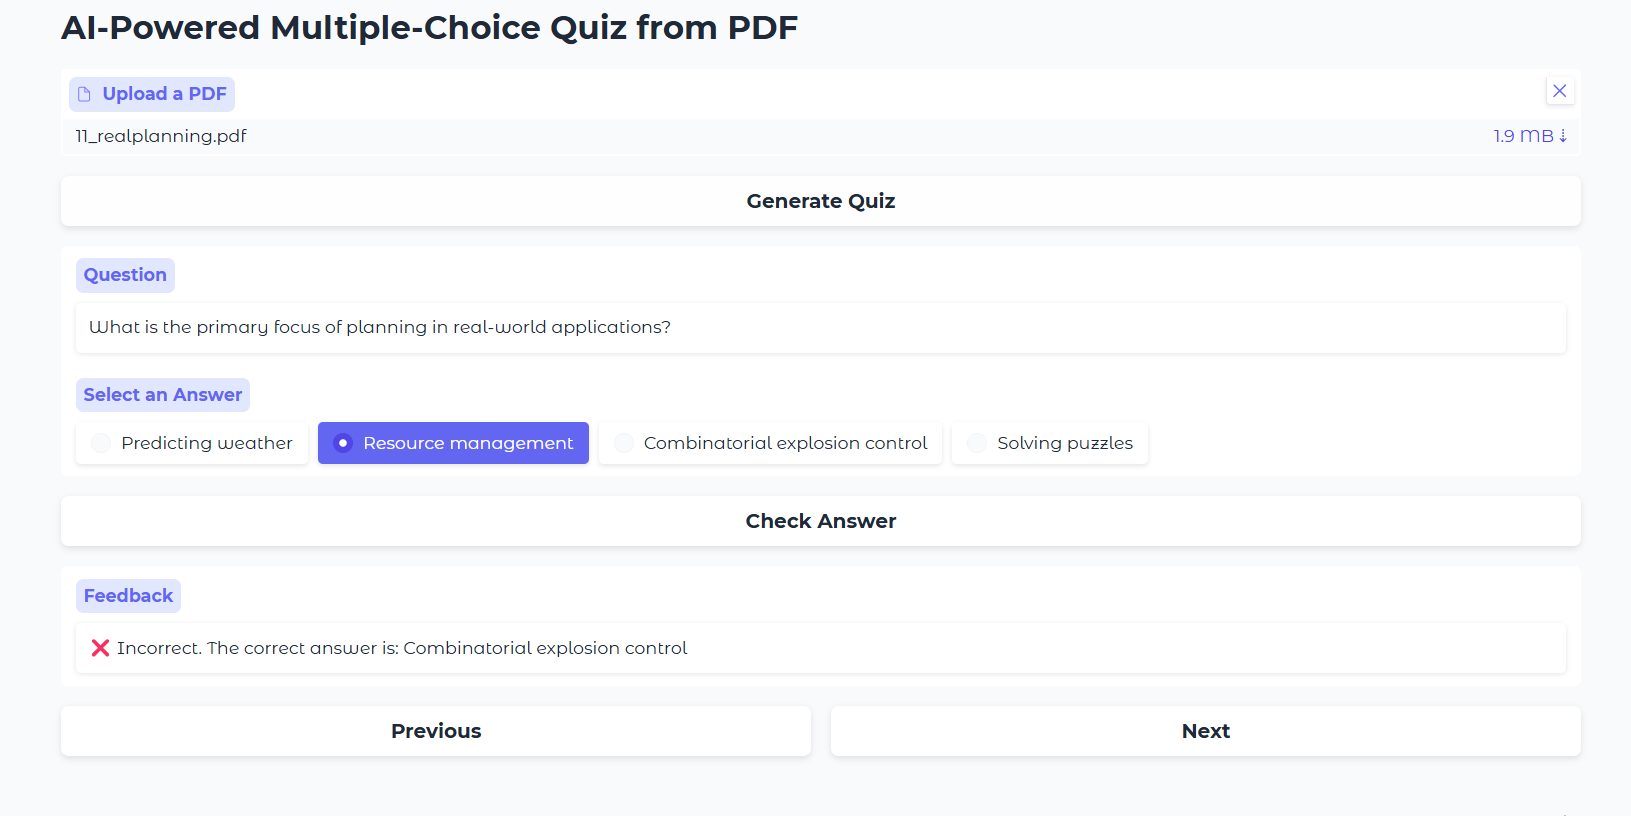 AI-Powered Multiple-Choice Quiz from PDF
Upload a PDF
11_realplanning.pdf 1.9 MB ⇣
Generate Quiz
Question
What is the primary focus of planning in real-world applications?
Select an Answer
Predicting weather Resource management Combinatorial explosion control Solving puzzles
Check Answer
Feedback
❌ Incorrect. The correct answer is: Combinatorial explosion control
Previous Next